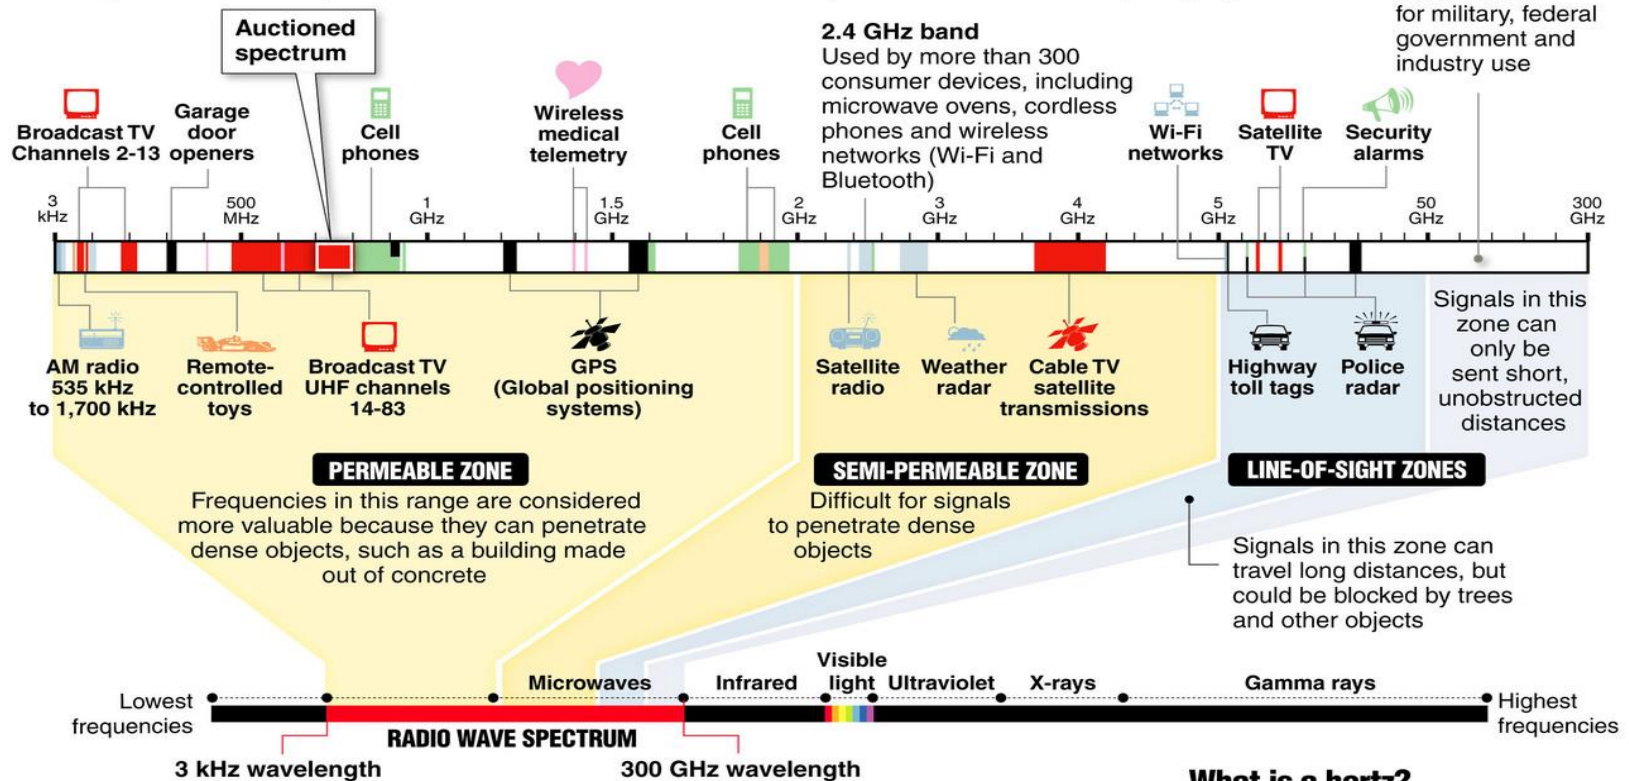 for military, federal
government and
industry use
Auctioned
spectrum
2.4 GHz band
Used by more than 300
consumer devices, including
microwave ovens, cordless
phones and wireless
networks (Wi-Fi and
Bluetooth)
Broadcast TV
Channels 2-13
Garage
door
openers
Cell
phones
Wireless
medical
telemetry
Cell
phones
Wi-Fi
networks
Satellite
TV
Security
alarms
3
kHz
500
MHz
1
GHz
1.5
GHz
2
GHz
3
GHz
4
GHz
5
GHz
50
GHz
300
GHz
AM radio
535 kHz
to 1,700 kHz
Remote-
controlled
toys
Broadcast TV
UHF channels
14-83
GPS
(Global positioning
systems)
Satellite
radio
Weather
radar
Cable TV
satellite
transmissions
Highway
toll tags
Police
radar
Signals in this
zone can
only be
sent short,
unobstructed
distances
PERMEABLE ZONE
Frequencies in this range are considered
more valuable because they can penetrate
dense objects, such as a building made
out of concrete
SEMI-PERMEABLE ZONE
Difficult for signals
to penetrate dense
objects
LINE-OF-SIGHT ZONES
Signals in this zone can
travel long distances, but
could be blocked by trees
and other objects
Lowest
frequencies
Microwaves
Infrared
Visible
light
Ultraviolet
X-rays
Gamma rays
Highest
frequencies
RADIO WAVE SPECTRUM
3 kHz wavelength
300 GHz wavelength
What is a hertz?